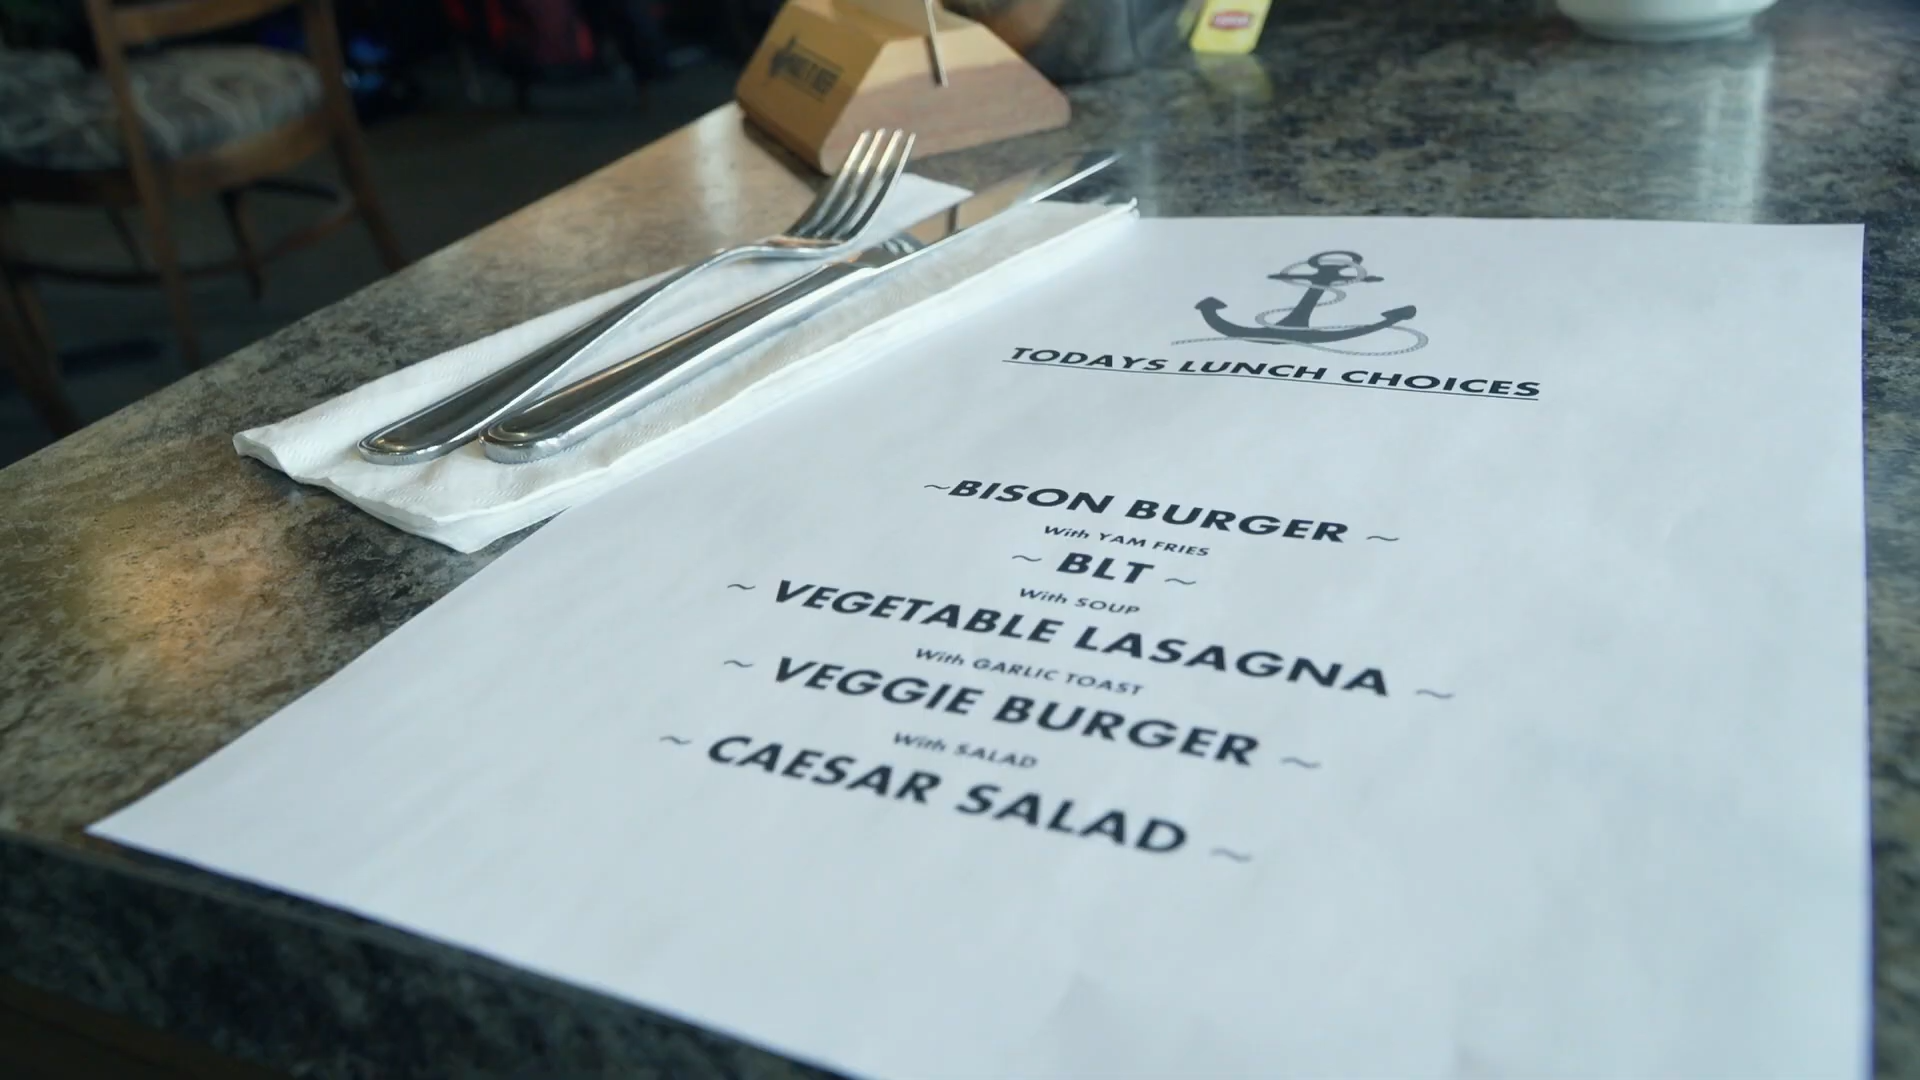 TODAYS LUNCH CHOICES
~BISON BURGER ~
With YAM FRIES
~ BLT ~
With SOUP
~ VEGETABLE LASAGNA ~
With GARLIC TOAST
~ VEGGIE BURGER ~
With SALAD
~ CAESAR SALAD ~